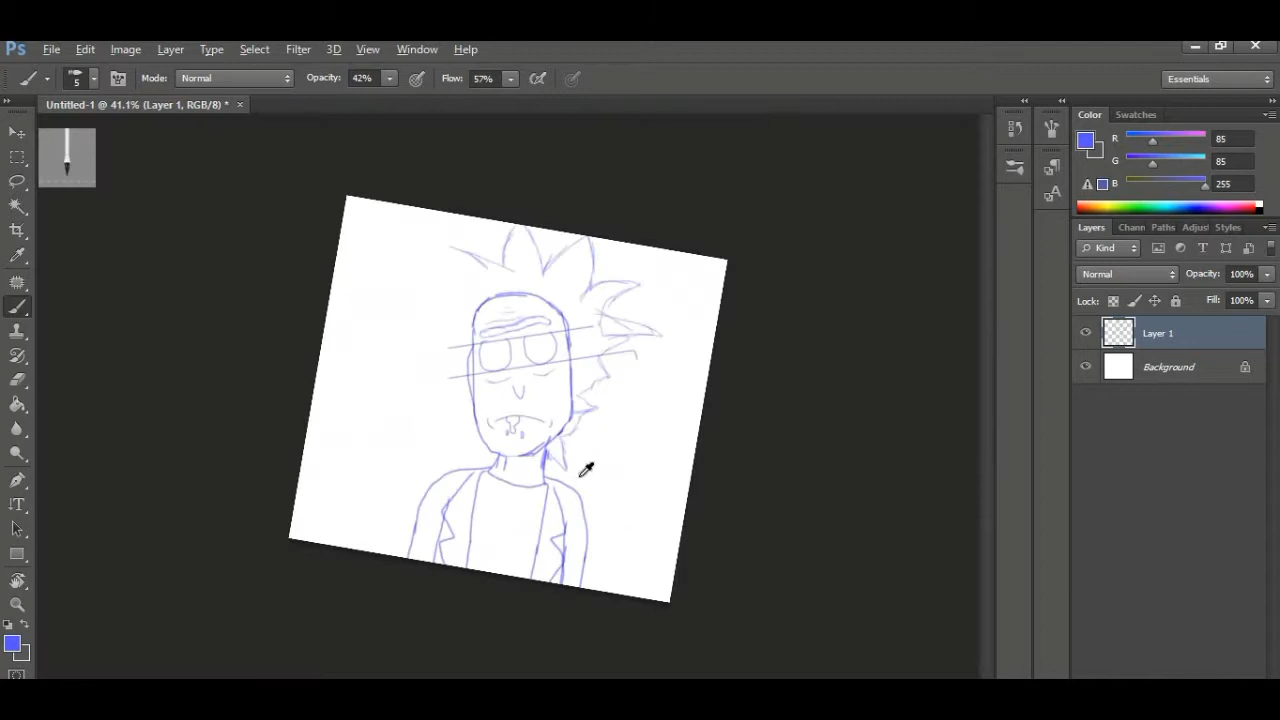 Ps File Edit Image Layer Type Select Filter 3D View Window Help
5 Mode: Normal Opacity: 42% Flow: 57% Essentials
Untitled-1 @ 41.1% (Layer 1, RGB/8) * ×
Color Swatches
R 85
G 85
B 255
Layers Chann Paths Adjus Styles
Kind T
Normal Opacity: 100%
Lock: Fill: 100%
Layer 1
Background